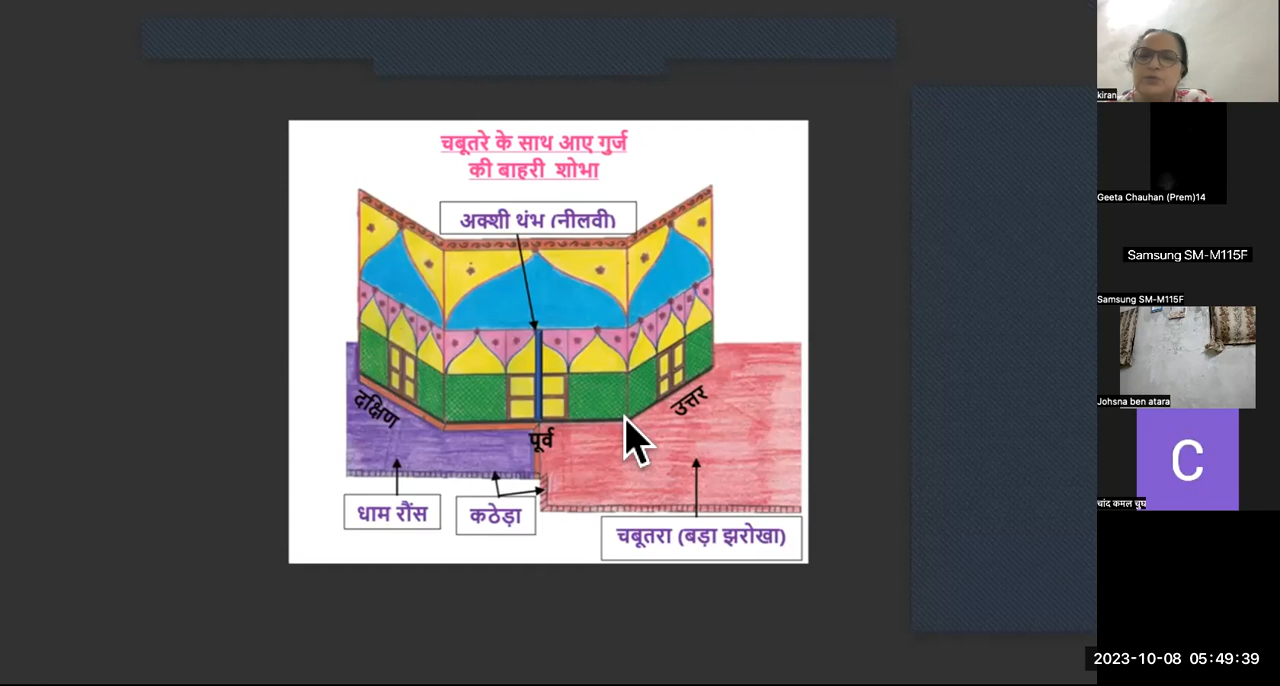 चबूतरे के साथ आए गुर्ज
की बाहरी शोभा
अक्शी थंभ (नीलवी)
दक्षिण
उत्तर
पूर्व
धाम रौंस
कठेड़ा
चबूतरा (बड़ा झरोखा)
kiran
Geeta Chauhan (Prem)14
Samsung SM-M115F
Samsung SM-M115F
Johsna ben atara
C
चांद कमल चुघ
2023-10-08 05:49:39